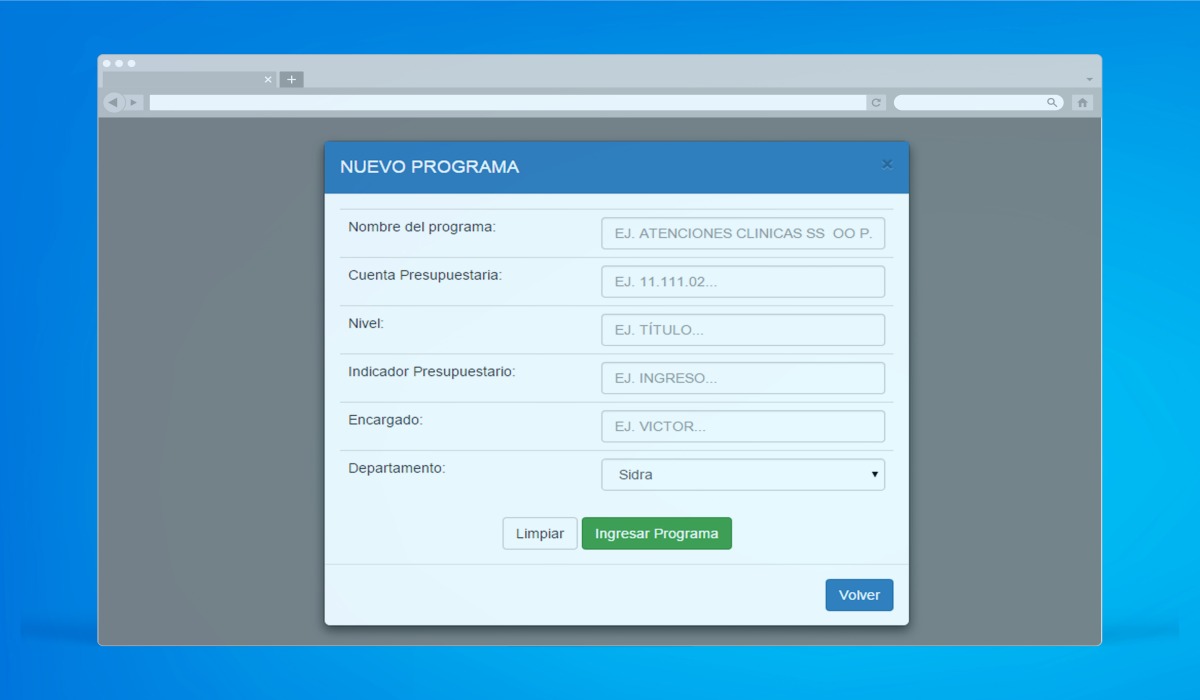 NUEVO PROGRAMA
Nombre del programa: EJ. ATENCIONES CLINICAS SS OO P.
Cuenta Presupuestaria: EJ. 11.111.02...
Nivel: EJ. TÍTULO...
Indicador Presupuestario: EJ. INGRESO...
Encargado: EJ. VICTOR...
Departamento: Sidra
Limpiar Ingresar Programa
Volver